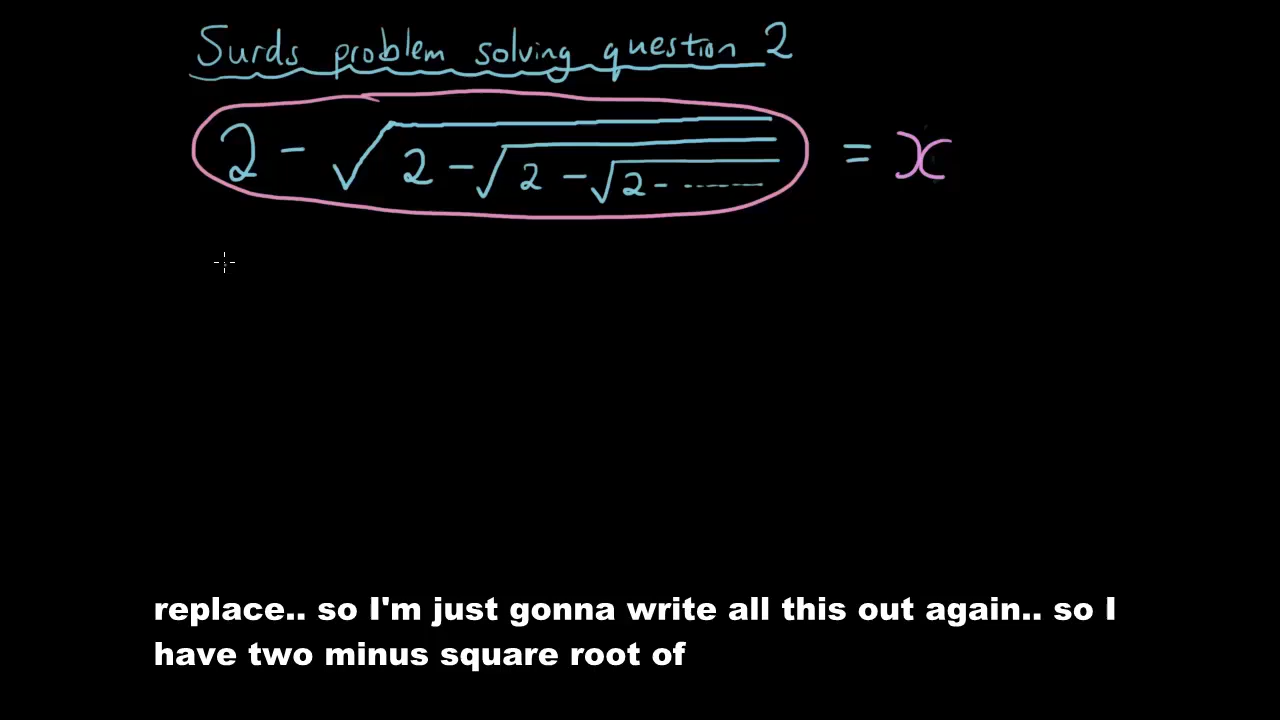 Surds problem solving question 2
2 - √(2 - √(2 - √(2 - ........ = x
replace.. so I'm just gonna write all this out again.. so I
have two minus square root of